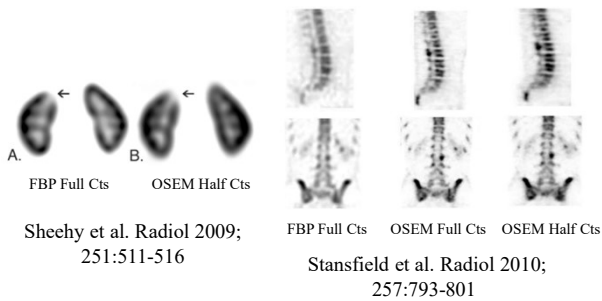 A.
B.
FBP Full Cts
OSEM Half Cts
Sheehy et al. Radiol 2009;
251:511-516
FBP Full Cts
OSEM Full Cts
OSEM Half Cts
Stansfield et al. Radiol 2010;
257:793-801